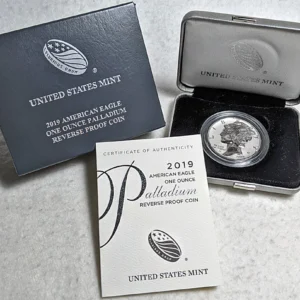 UNITED STATES MINT
2019 AMERICAN EAGLE
ONE OUNCE PALLADIUM
REVERSE PROOF COIN
UNITED STATES MINT
CERTIFICATE OF AUTHENTICITY
2019
AMERICAN EAGLE
ONE OUNCE
Palladium
REVERSE PROOF COIN
UNITED STATES MINT